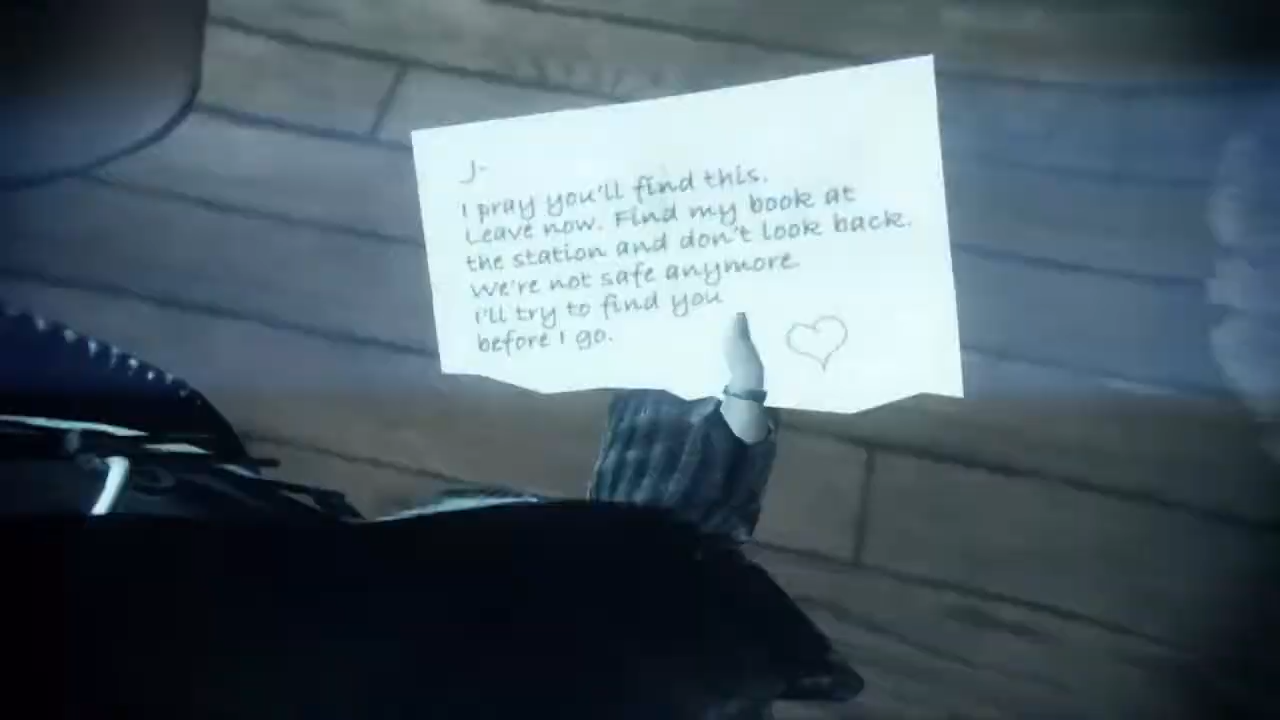 J-
I pray you'll find this.
Leave now. Find my book at
the station and don't look back.
We're not safe anymore.
I'll try to find you
before I go.